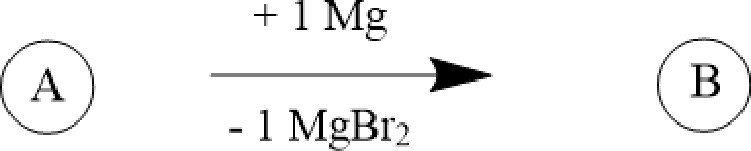 + 1 Mg
A
B
- 1 MgBr₂